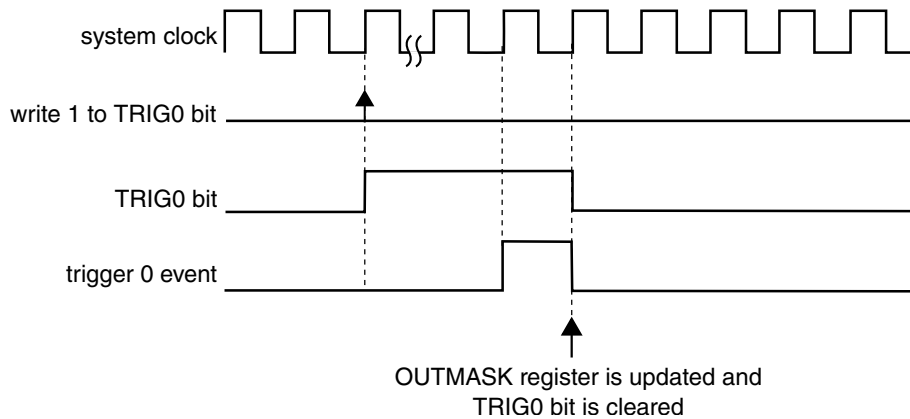 system clock
write 1 to TRIG0 bit
TRIG0 bit
trigger 0 event
OUTMASK register is updated and
TRIG0 bit is cleared